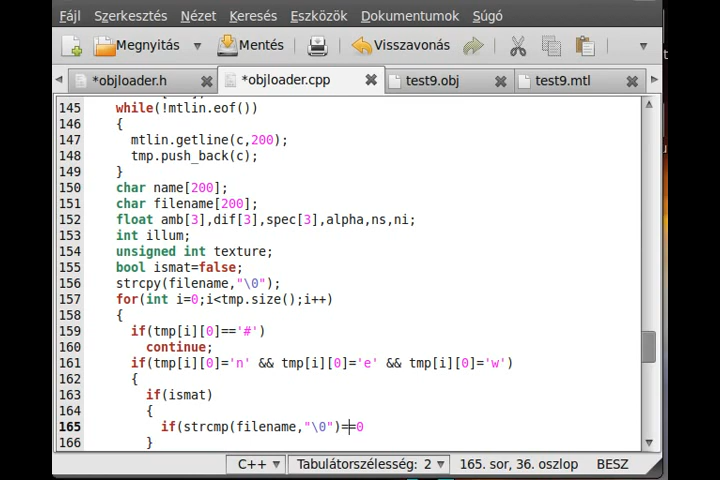 Fájl Szerkesztés Nézet Keresés Eszközök Dokumentumok Súgó
Megnyitás Mentés Visszavonás
*objloader.h *objloader.cpp test9.obj test9.mtl
145 while(!mtlin.eof())
146 {
147 mtlin.getline(c,200);
148 tmp.push_back(c);
149 }
150 char name[200];
151 char filename[200];
152 float amb[3],dif[3],spec[3],alpha,ns,ni;
153 int illum;
154 unsigned int texture;
155 bool ismat=false;
156 strcpy(filename,"\0");
157 for(int i=0;i<tmp.size();i++)
158 {
159 if(tmp[i][0]=='#')
160 continue;
161 if(tmp[i][0]='n' && tmp[i][0]='e' && tmp[i][0]='w')
162 {
163 if(ismat)
164 {
165 if(strcmp(filename,"\0")==0
166 }
C++ Tabulátorszélesség: 2 165. sor, 36. oszlop BESZ